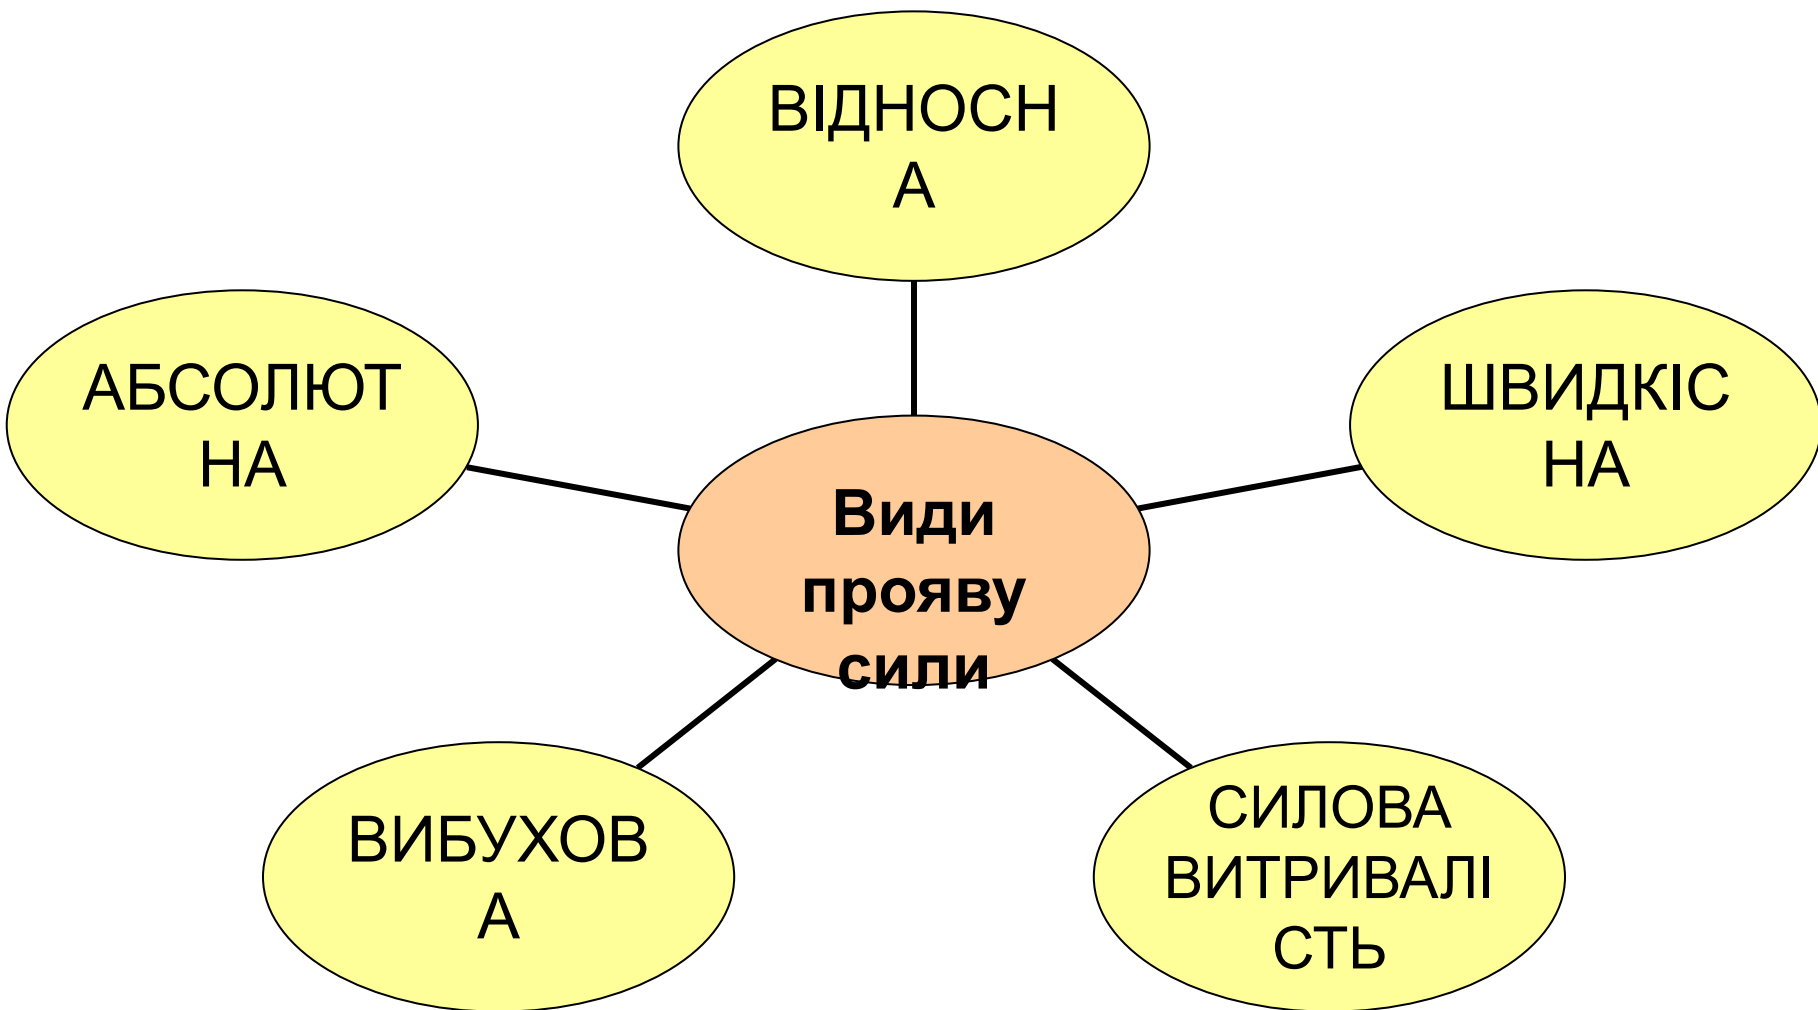 ВІДНОСН
А
АБСОЛЮТ
НА
ШВИДКІС
НА
Види
прояву
сили
ВИБУХОВ
А
СИЛОВА
ВИТРИВАЛІ
СТЬ